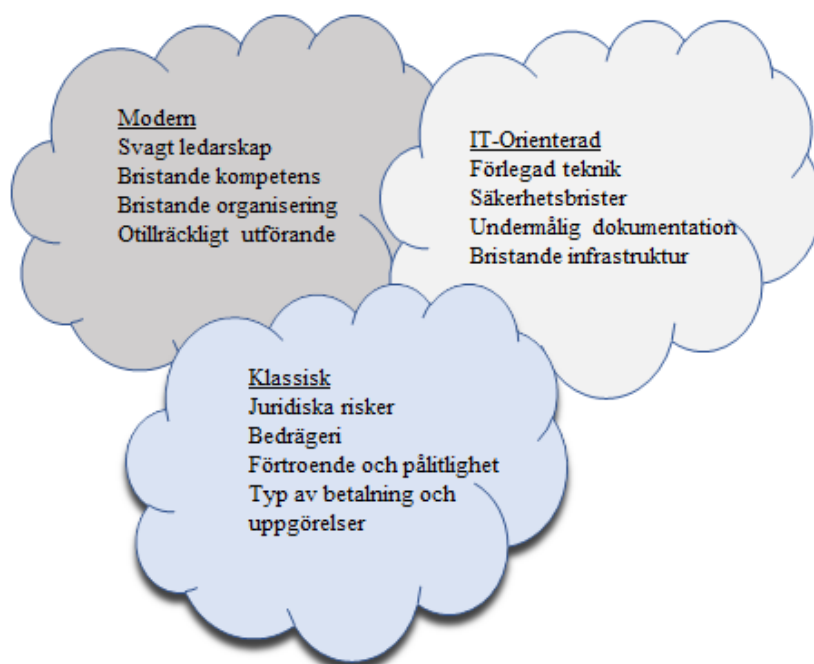 Modern
Svagt ledarskap
Bristande kompetens
Bristande organisering
Otillräckligt utförande
IT-Orienterad
Förlegad teknik
Säkerhetsbrister
Undermålig dokumentation
Bristande infrastruktur
Klassisk
Juridiska risker
Bedrägeri
Förtroende och pålitlighet
Typ av betalning och
uppgörelser